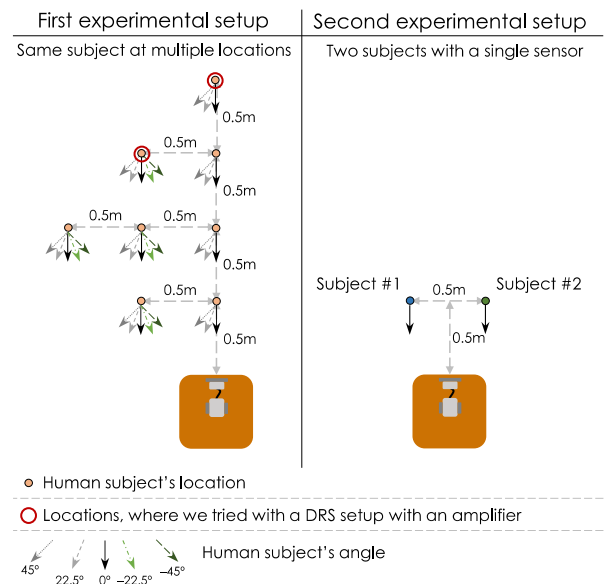 First experimental setup
Same subject at multiple locations
0.5m
0.5m
0.5m
0.5m
0.5m
0.5m
0.5m
0.5m
Second experimental setup
Two subjects with a single sensor
Subject #1
Subject #2
0.5m
0.5m
Human subject's location
Locations, where we tried with a DRS setup with an amplifier
45° 22.5° 0° −22.5° −45°
Human subject's angle